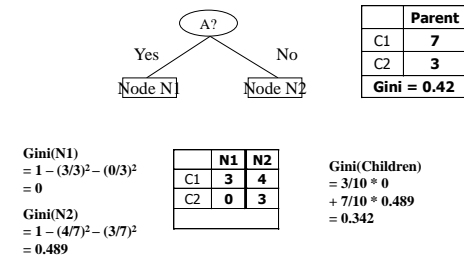 A?
Yes
No
Node N1
Node N2
Parent
C1 7
C2 3
Gini = 0.42
Gini(N1)
= 1 – (3/3)² – (0/3)²
= 0
Gini(N2)
= 1 – (4/7)² – (3/7)²
= 0.489
N1 N2
C1 3 4
C2 0 3
Gini(Children)
= 3/10 * 0
+ 7/10 * 0.489
= 0.342